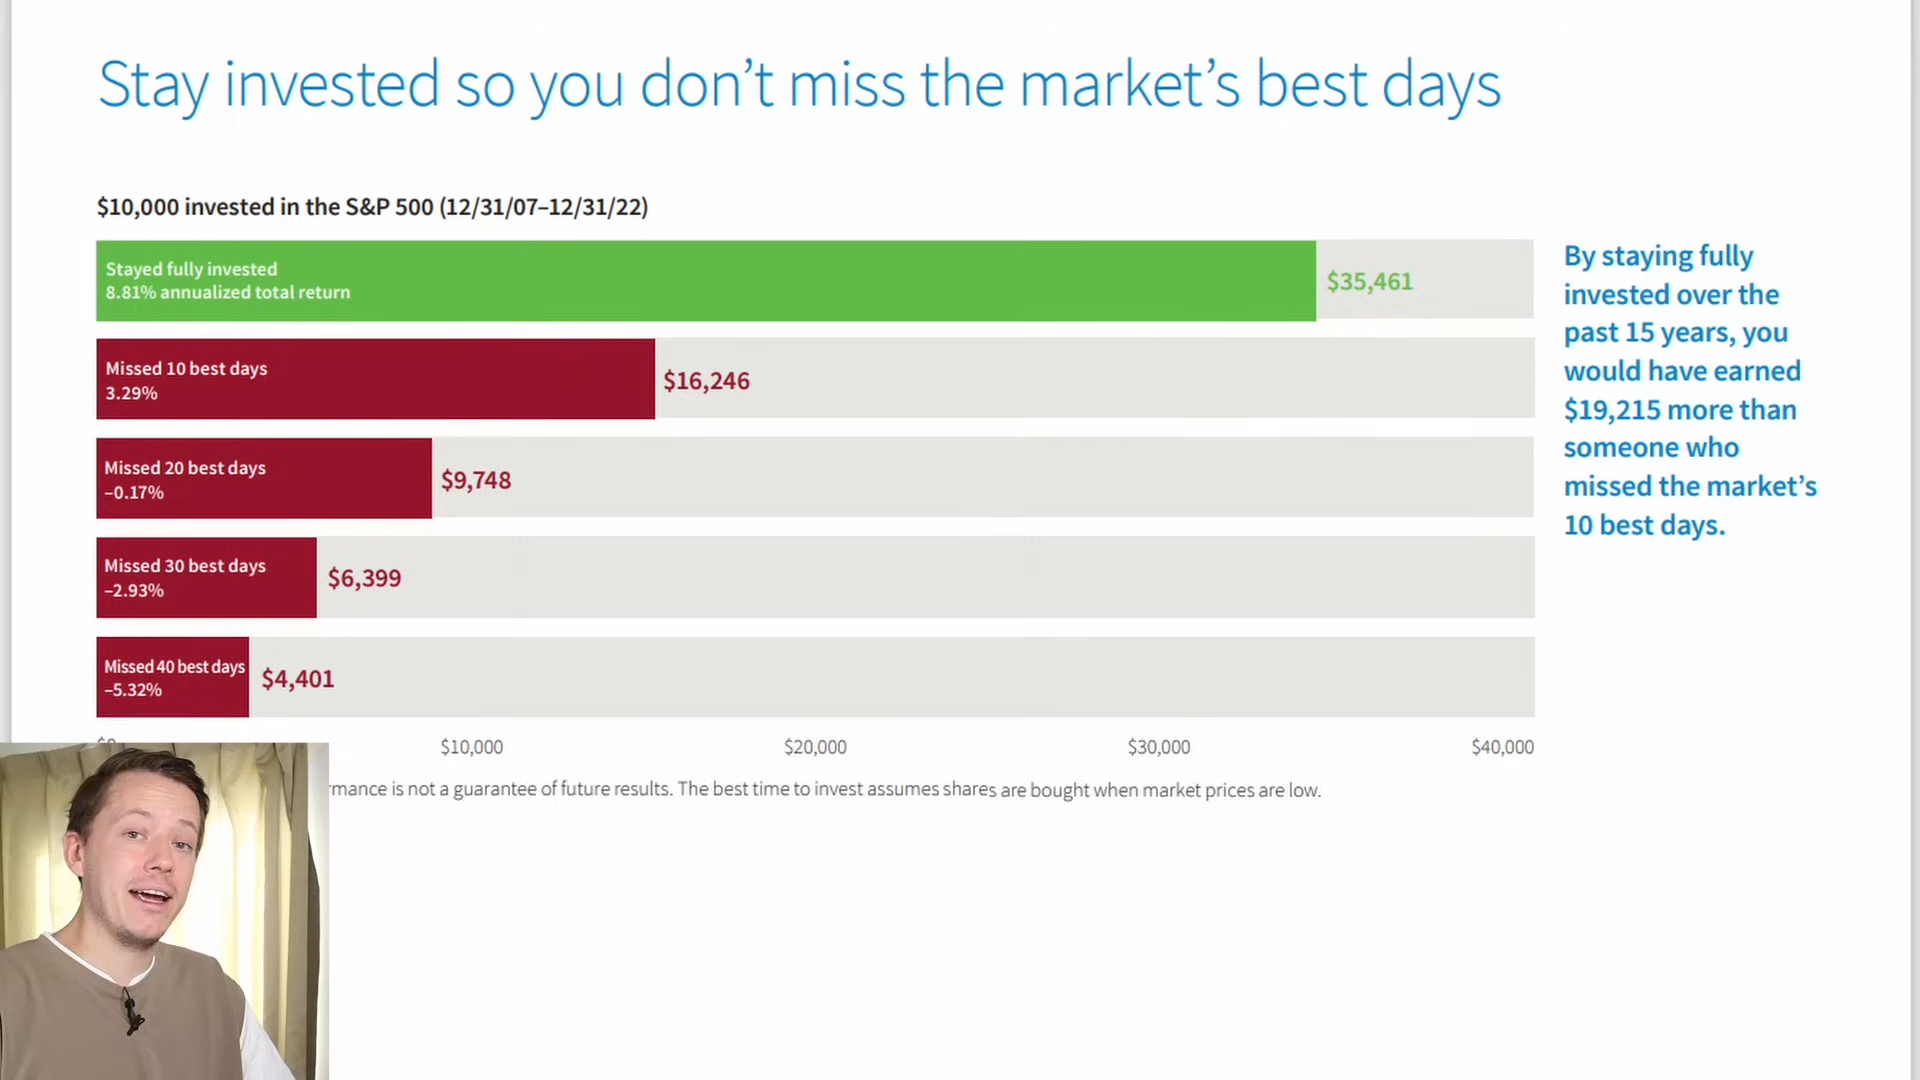 Stay invested so you don’t miss the market’s best days
$10,000 invested in the S&P 500 (12/31/07–12/31/22)
Stayed fully invested
8.81% annualized total return
$35,461
Missed 10 best days
3.29%
$16,246
Missed 20 best days
–0.17%
$9,748
Missed 30 best days
–2.93%
$6,399
Missed 40 best days
–5.32%
$4,401
$10,000
$20,000
$30,000
$40,000
is not a guarantee of future results. The best time to invest assumes shares are bought when market prices are low.
By staying fully
invested over the
past 15 years, you
would have earned
$19,215 more than
someone who
missed the market’s
10 best days.